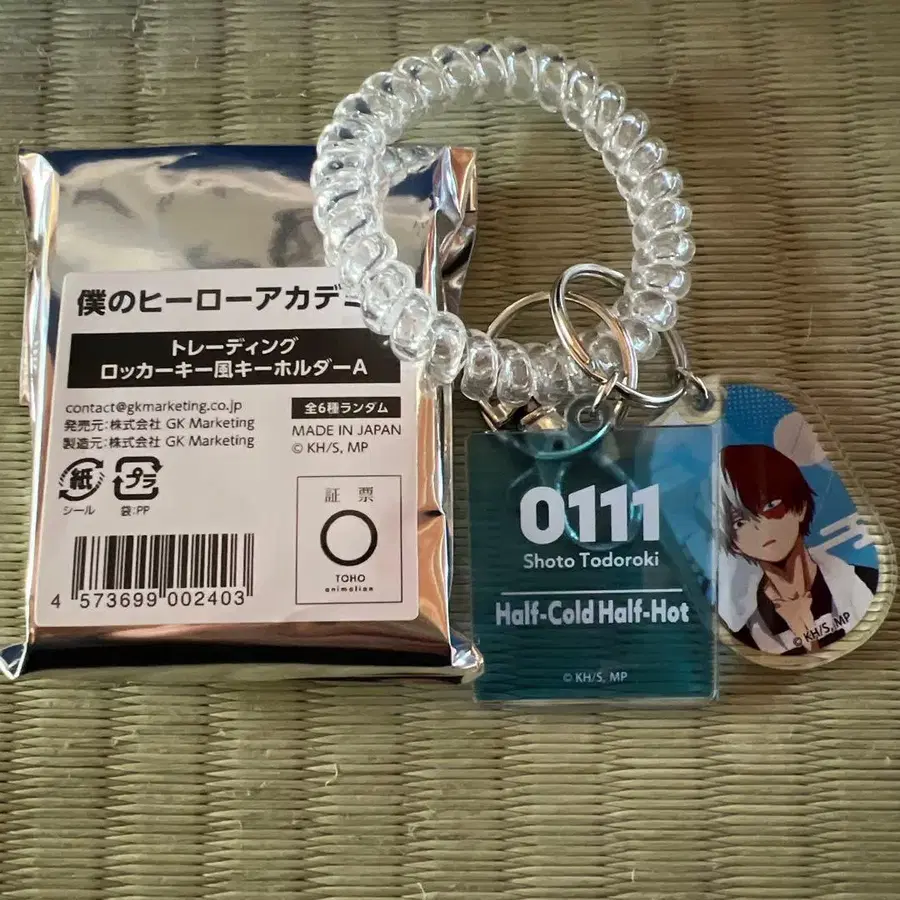 僕のヒーローアカデミ
トレーディング
ロッカーキー風キーホルダーA
contact@gkmarketing.co.jp
発売元:株式会社 GK Marketing
製造元:株式会社 GK Marketing
全6種ランダム
MADE IN JAPAN
© KH/S, MP
紙
プラ
シール
袋:PP
証票
TOHO
animation
4 573699 002403
0111
Shoto Todoroki
Half-Cold Half-Hot
© KH/S, MP
© KH/S, MP